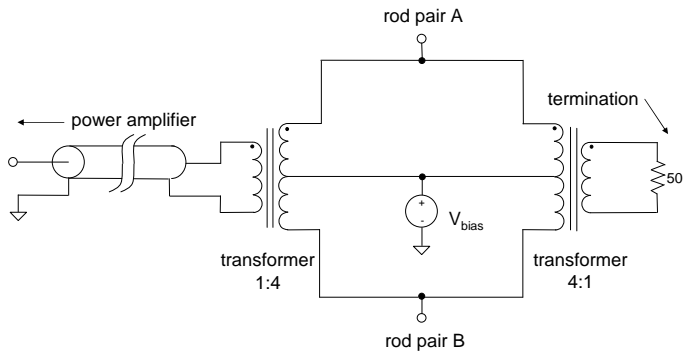 rod pair A
power amplifier
termination
+
-
V_bias
50
transformer
1:4
transformer
4:1
rod pair B